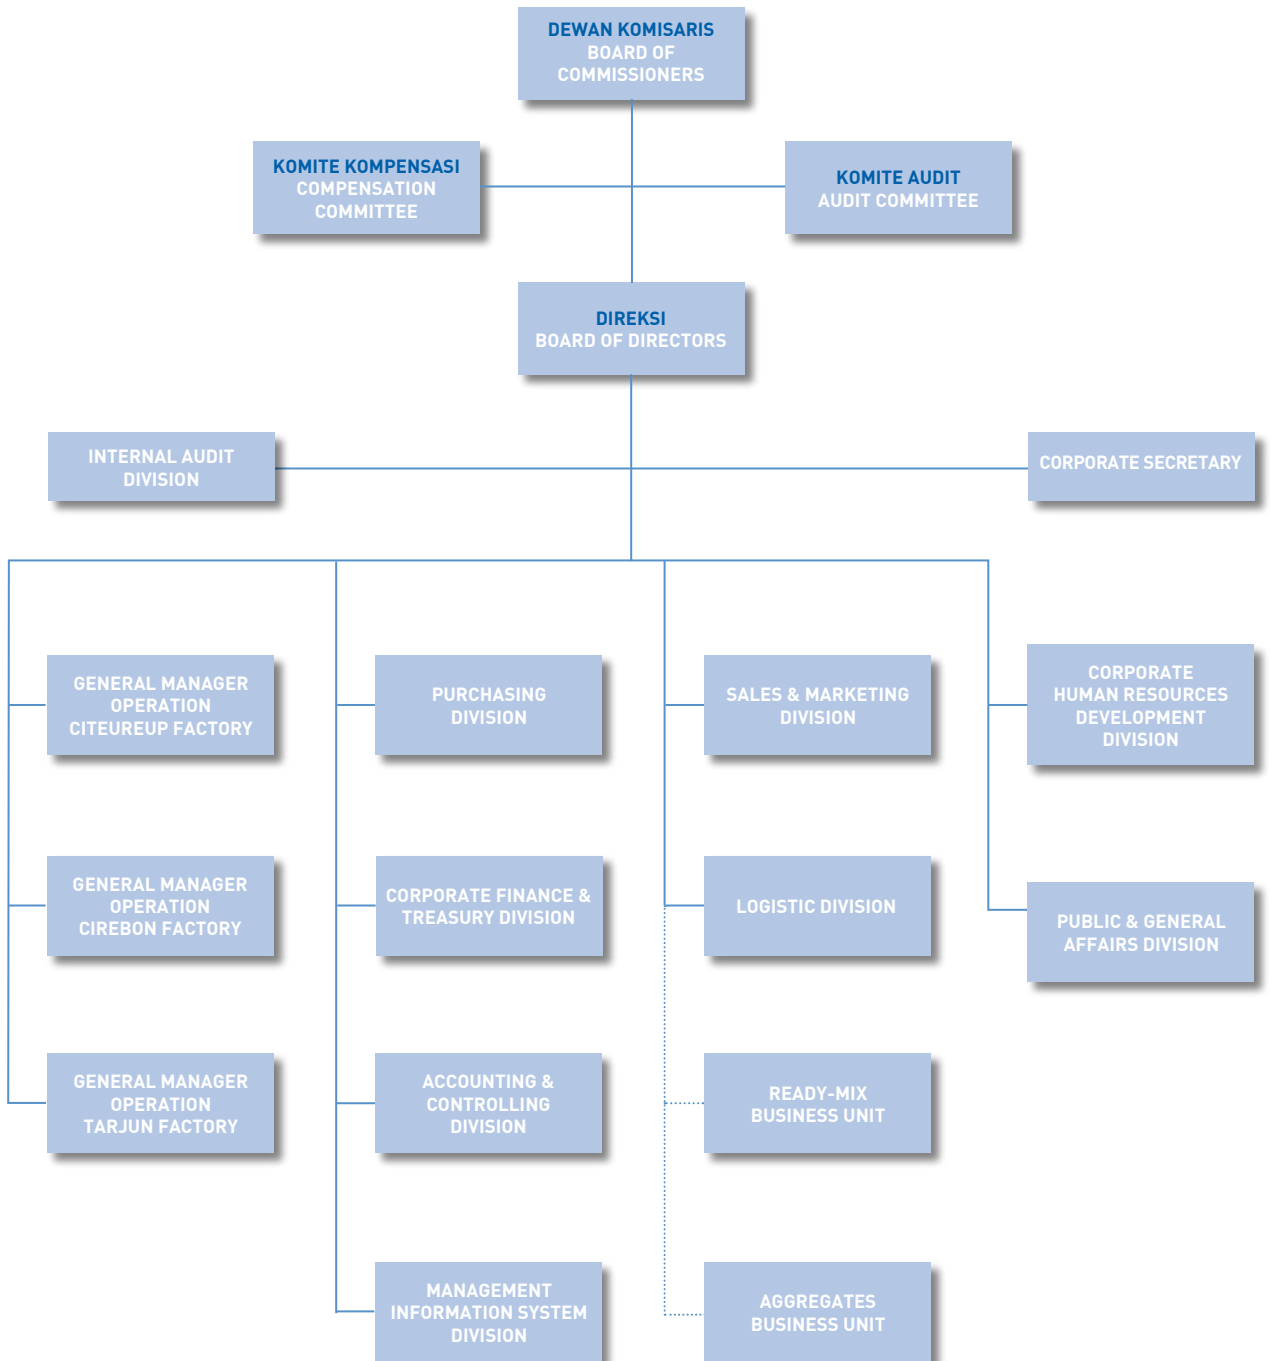 DEWAN KOMISARIS
BOARD OF
COMMISSIONERS
KOMITE KOMPENSASI
COMPENSATION
COMMITTEE
KOMITE AUDIT
AUDIT COMMITTEE
DIREKSI
BOARD OF DIRECTORS
INTERNAL AUDIT
DIVISION
CORPORATE SECRETARY
GENERAL MANAGER
OPERATION
CITEUREUP FACTORY
PURCHASING
DIVISION
SALES & MARKETING
DIVISION
CORPORATE
HUMAN RESOURCES
DEVELOPMENT
DIVISION
GENERAL MANAGER
OPERATION
CIREBON FACTORY
CORPORATE FINANCE &
TREASURY DIVISION
LOGISTIC DIVISION
PUBLIC & GENERAL
AFFAIRS DIVISION
GENERAL MANAGER
OPERATION
TARJUN FACTORY
ACCOUNTING &
CONTROLLING
DIVISION
READY-MIX
BUSINESS UNIT
MANAGEMENT
INFORMATION SYSTEM
DIVISION
AGGREGATES
BUSINESS UNIT